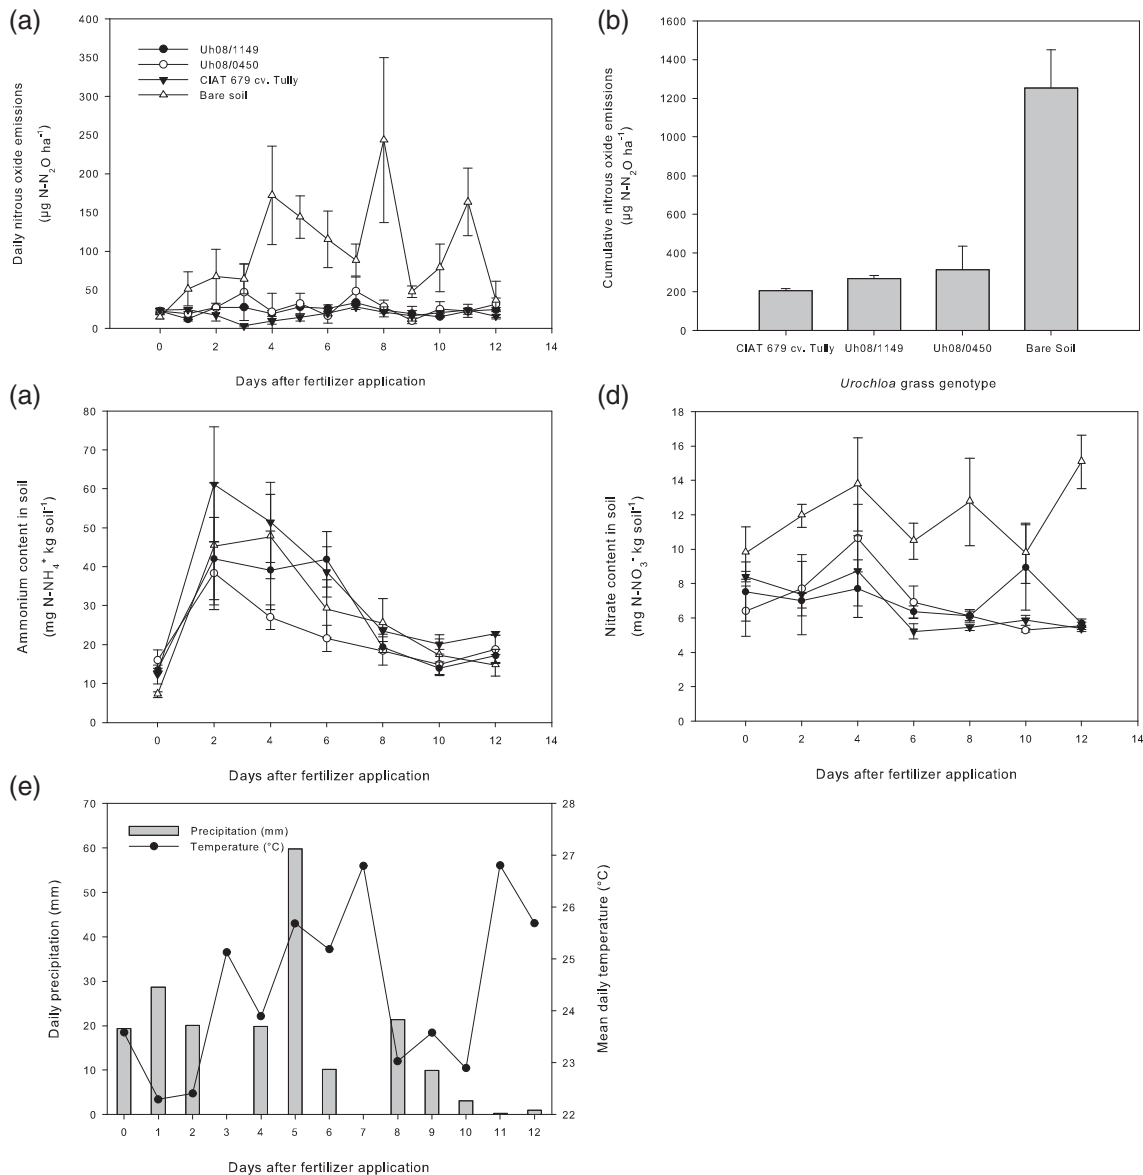 (a)
Daily nitrous oxide emissions
(µg N-N₂O ha⁻¹)
400
350
300
250
200
150
100
50
0
Uh08/1149
Uh08/0450
CIAT 679 cv. Tully
Bare soil
0 2 4 6 8 10 12 14
Days after fertilizer application
(b)
Cumulative nitrous oxide emissions
(µg N-N₂O ha⁻¹)
1600
1400
1200
1000
800
600
400
200
0
CIAT 679 cv. Tully Uh08/1149 Uh08/0450 Bare Soil
Urochloa grass genotype
(a)
Ammonium content in soil
(mg N-NH₄⁺ kg soil⁻¹)
80
70
60
50
40
30
20
10
0
0 2 4 6 8 10 12 14
Days after fertilizer application
(d)
Nitrate content in soil
(mg N-NO₃⁻ kg soil⁻¹)
18
16
14
12
10
8
6
4
2
0
0 2 4 6 8 10 12 14
Days after fertilizer application
(e)
Daily precipitation (mm)
70
60
50
40
30
20
10
0
Precipitation (mm)
Temperature (°C)
28
27
26
25
24
23
22
Mean daily temperature (°C)
0 1 2 3 4 5 6 7 8 9 10 11 12
Days after fertilizer application